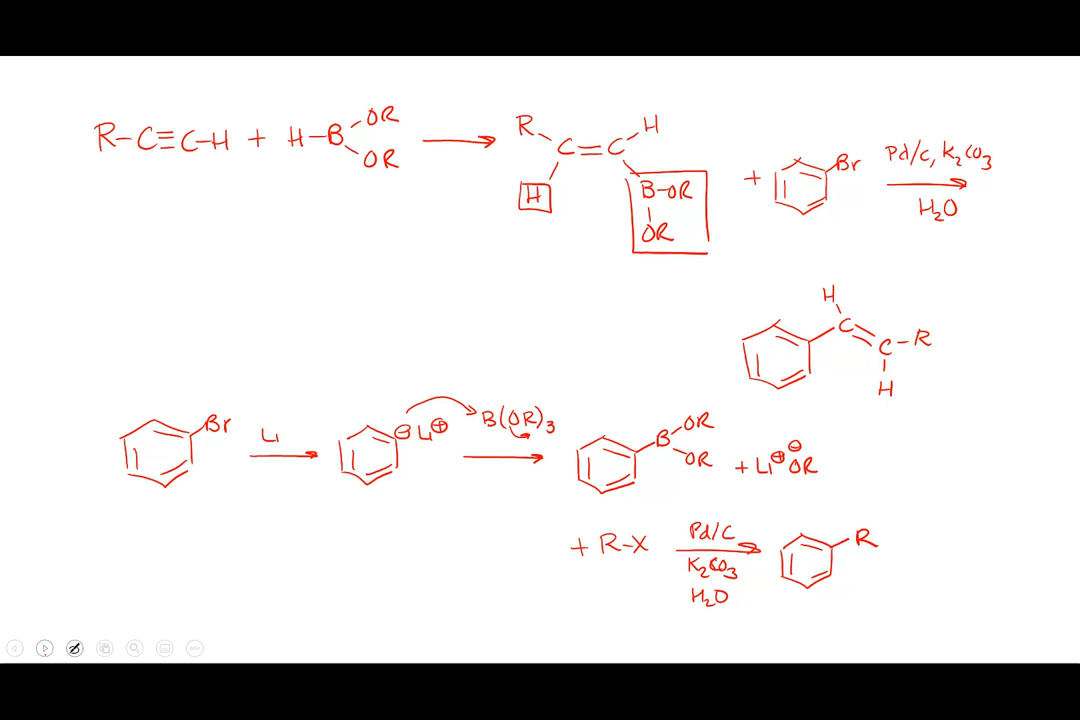 R-C≡C-H + H-B OR OR → R H C=C H B-OR OR + Br Pd/C, K2CO3 H2O
H C=C-R H
Br Li ⊖ Li⊕ B(OR)3 → B OR OR + Li⊕ ⊖OR
+ R-X Pd/C K2CO3 H2O R